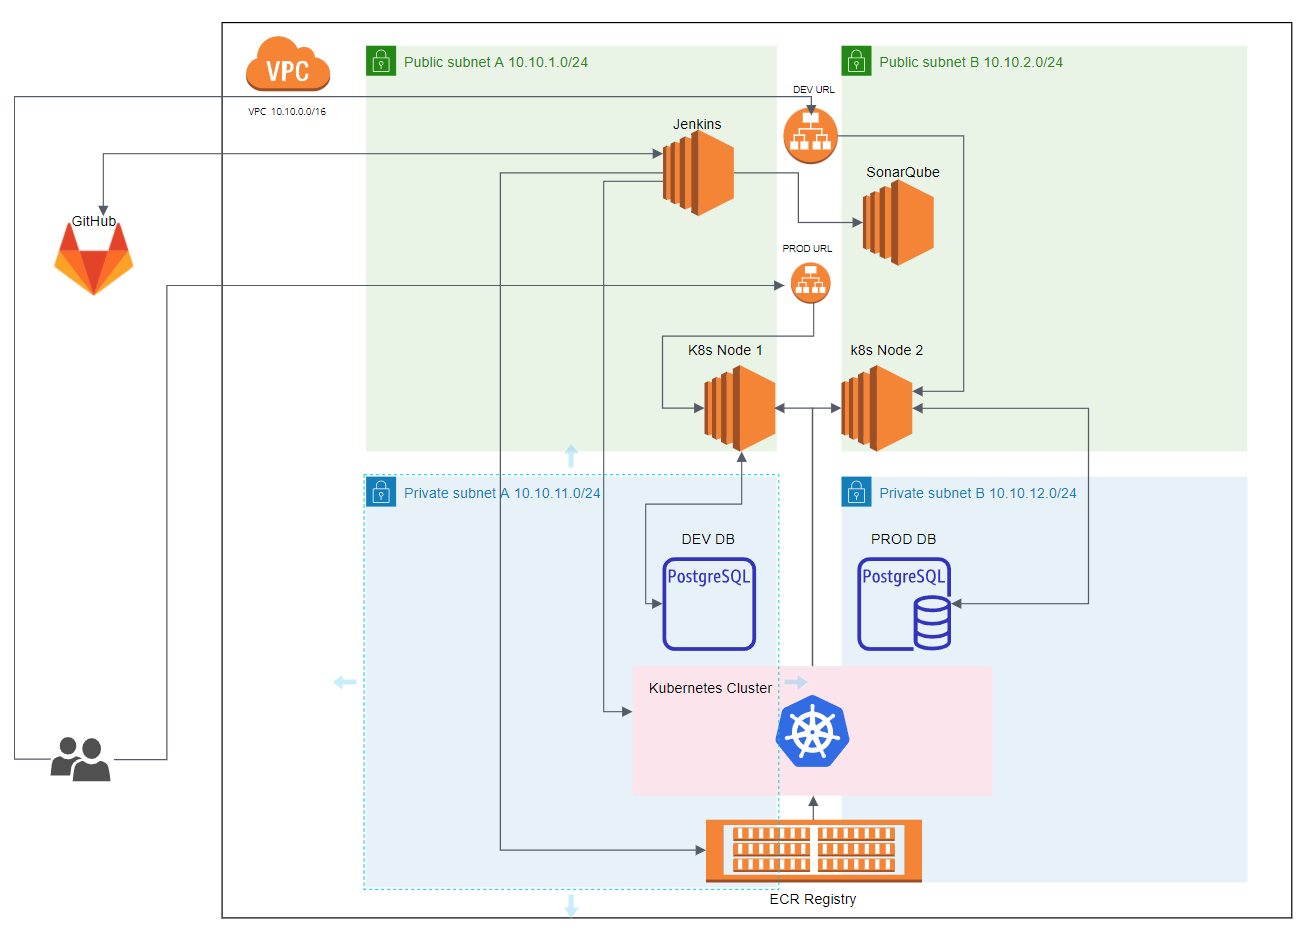 VPC
VPC 10.10.0.0/16
Public subnet A 10.10.1.0/24
Public subnet B 10.10.2.0/24
DEV URL
Jenkins
SonarQube
GitHub
PROD URL
K8s Node 1
k8s Node 2
Private subnet A 10.10.11.0/24
Private subnet B 10.10.12.0/24
DEV DB
PROD DB
PostgreSQL
PostgreSQL
Kubernetes Cluster
ECR Registry